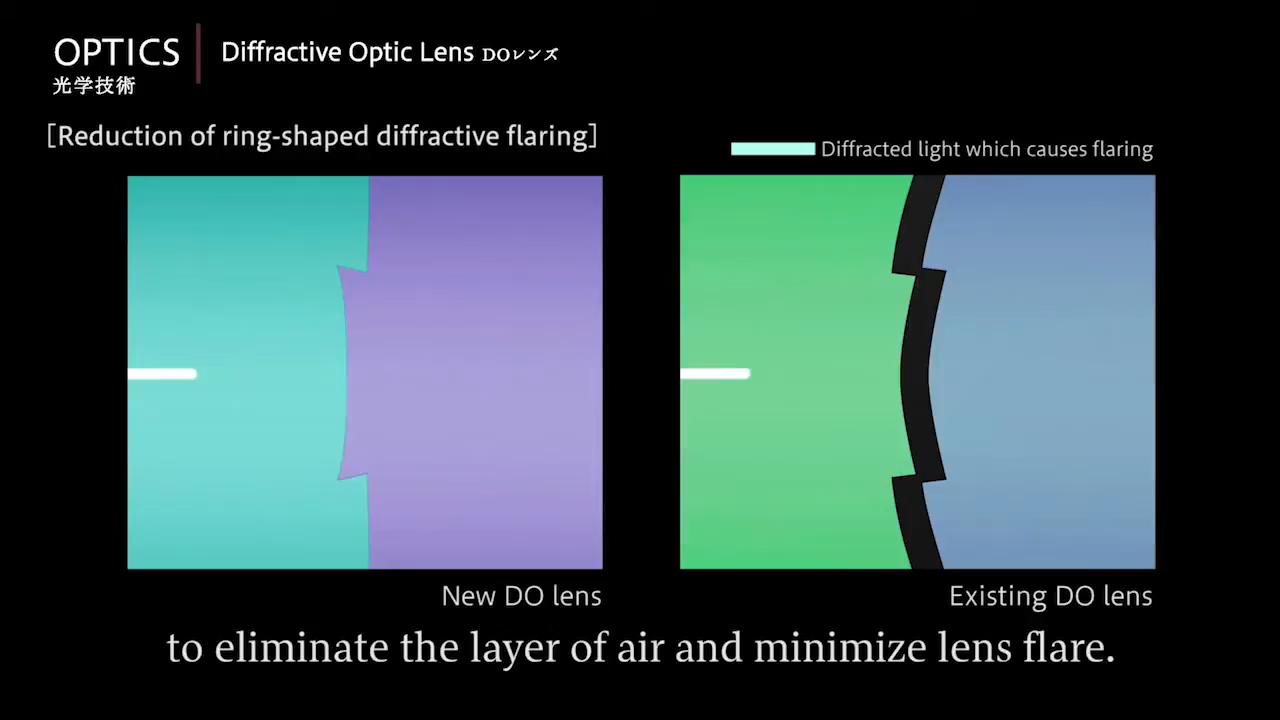 OPTICS
光学技術
Diffractive Optic Lens DOレンズ
[Reduction of ring-shaped diffractive flaring]
Diffracted light which causes flaring
New DO lens
Existing DO lens
to eliminate the layer of air and minimize lens flare.